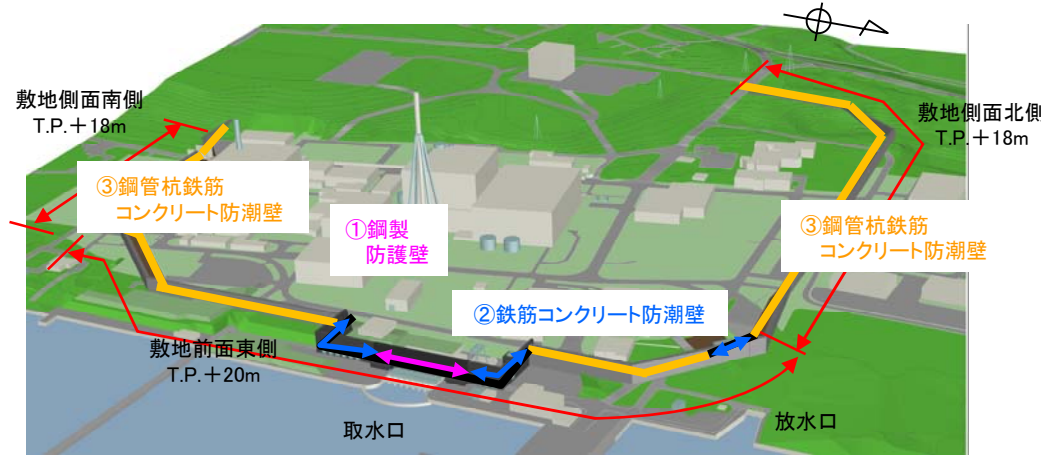 敷地側面南側
T.P.+18m
敷地側面北側
T.P.+18m
③鋼管杭鉄筋
コンクリート防潮壁
①鋼製
防護壁
③鋼管杭鉄筋
コンクリート防潮壁
②鉄筋コンクリート防潮壁
敷地前面東側
T.P.+20m
取水口
放水口